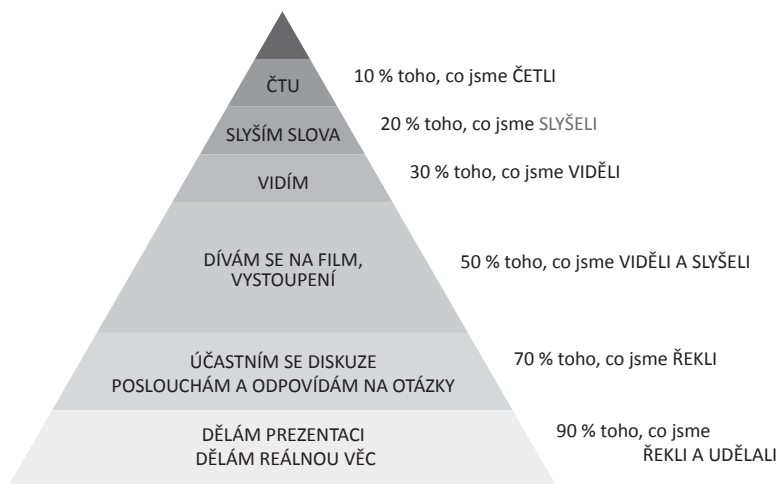 ČTU
10 % toho, co jsme ČETLI
SLYŠÍM SLOVA
20 % toho, co jsme SLYŠELI
VIDÍM
30 % toho, co jsme VIDĚLI
DÍVÁM SE NA FILM,
VYSTOUPENÍ
50 % toho, co jsme VIDĚLI A SLYŠELI
ÚČASTNÍM SE DISKUZE
POSLOUCHÁM A ODPOVÍDÁM NA OTÁZKY
70 % toho, co jsme ŘEKLI
DĚLÁM PREZENTACI
DĚLÁM REÁLNOU VĚC
90 % toho, co jsme
ŘEKLI A UDĚLALI